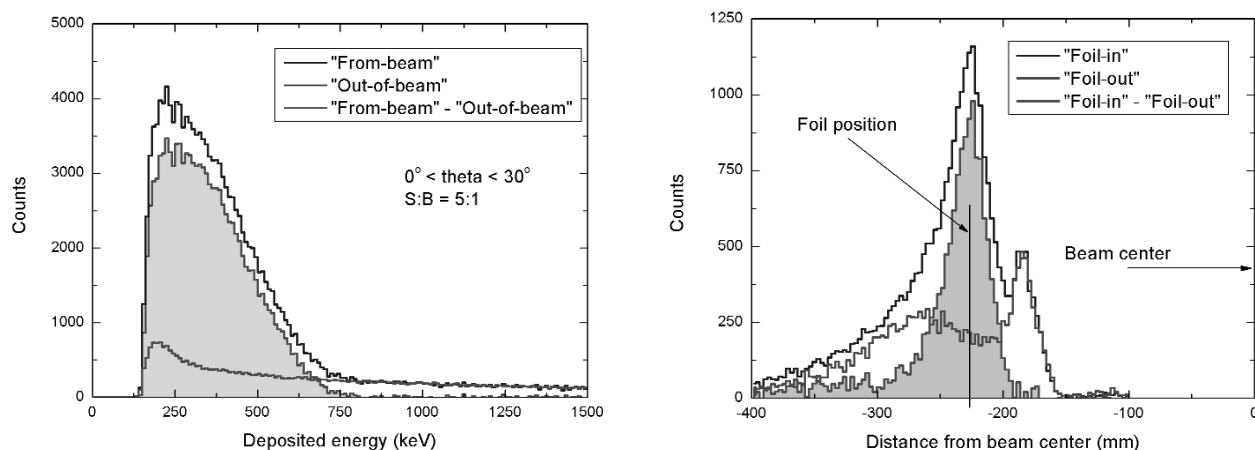 5000
4000
3000
2000
1000
0
Counts
"From-beam"
"Out-of-beam"
"From-beam" - "Out-of-beam"
0° < theta < 30°
S:B = 5:1
0 250 500 750 1000 1250 1500
Deposited energy (keV)
1250
1000
750
500
250
0
Counts
"Foil-in"
"Foil-out"
"Foil-in" - "Foil-out"
Foil position
Beam center
-400 -300 -200 -100 0
Distance from beam center (mm)